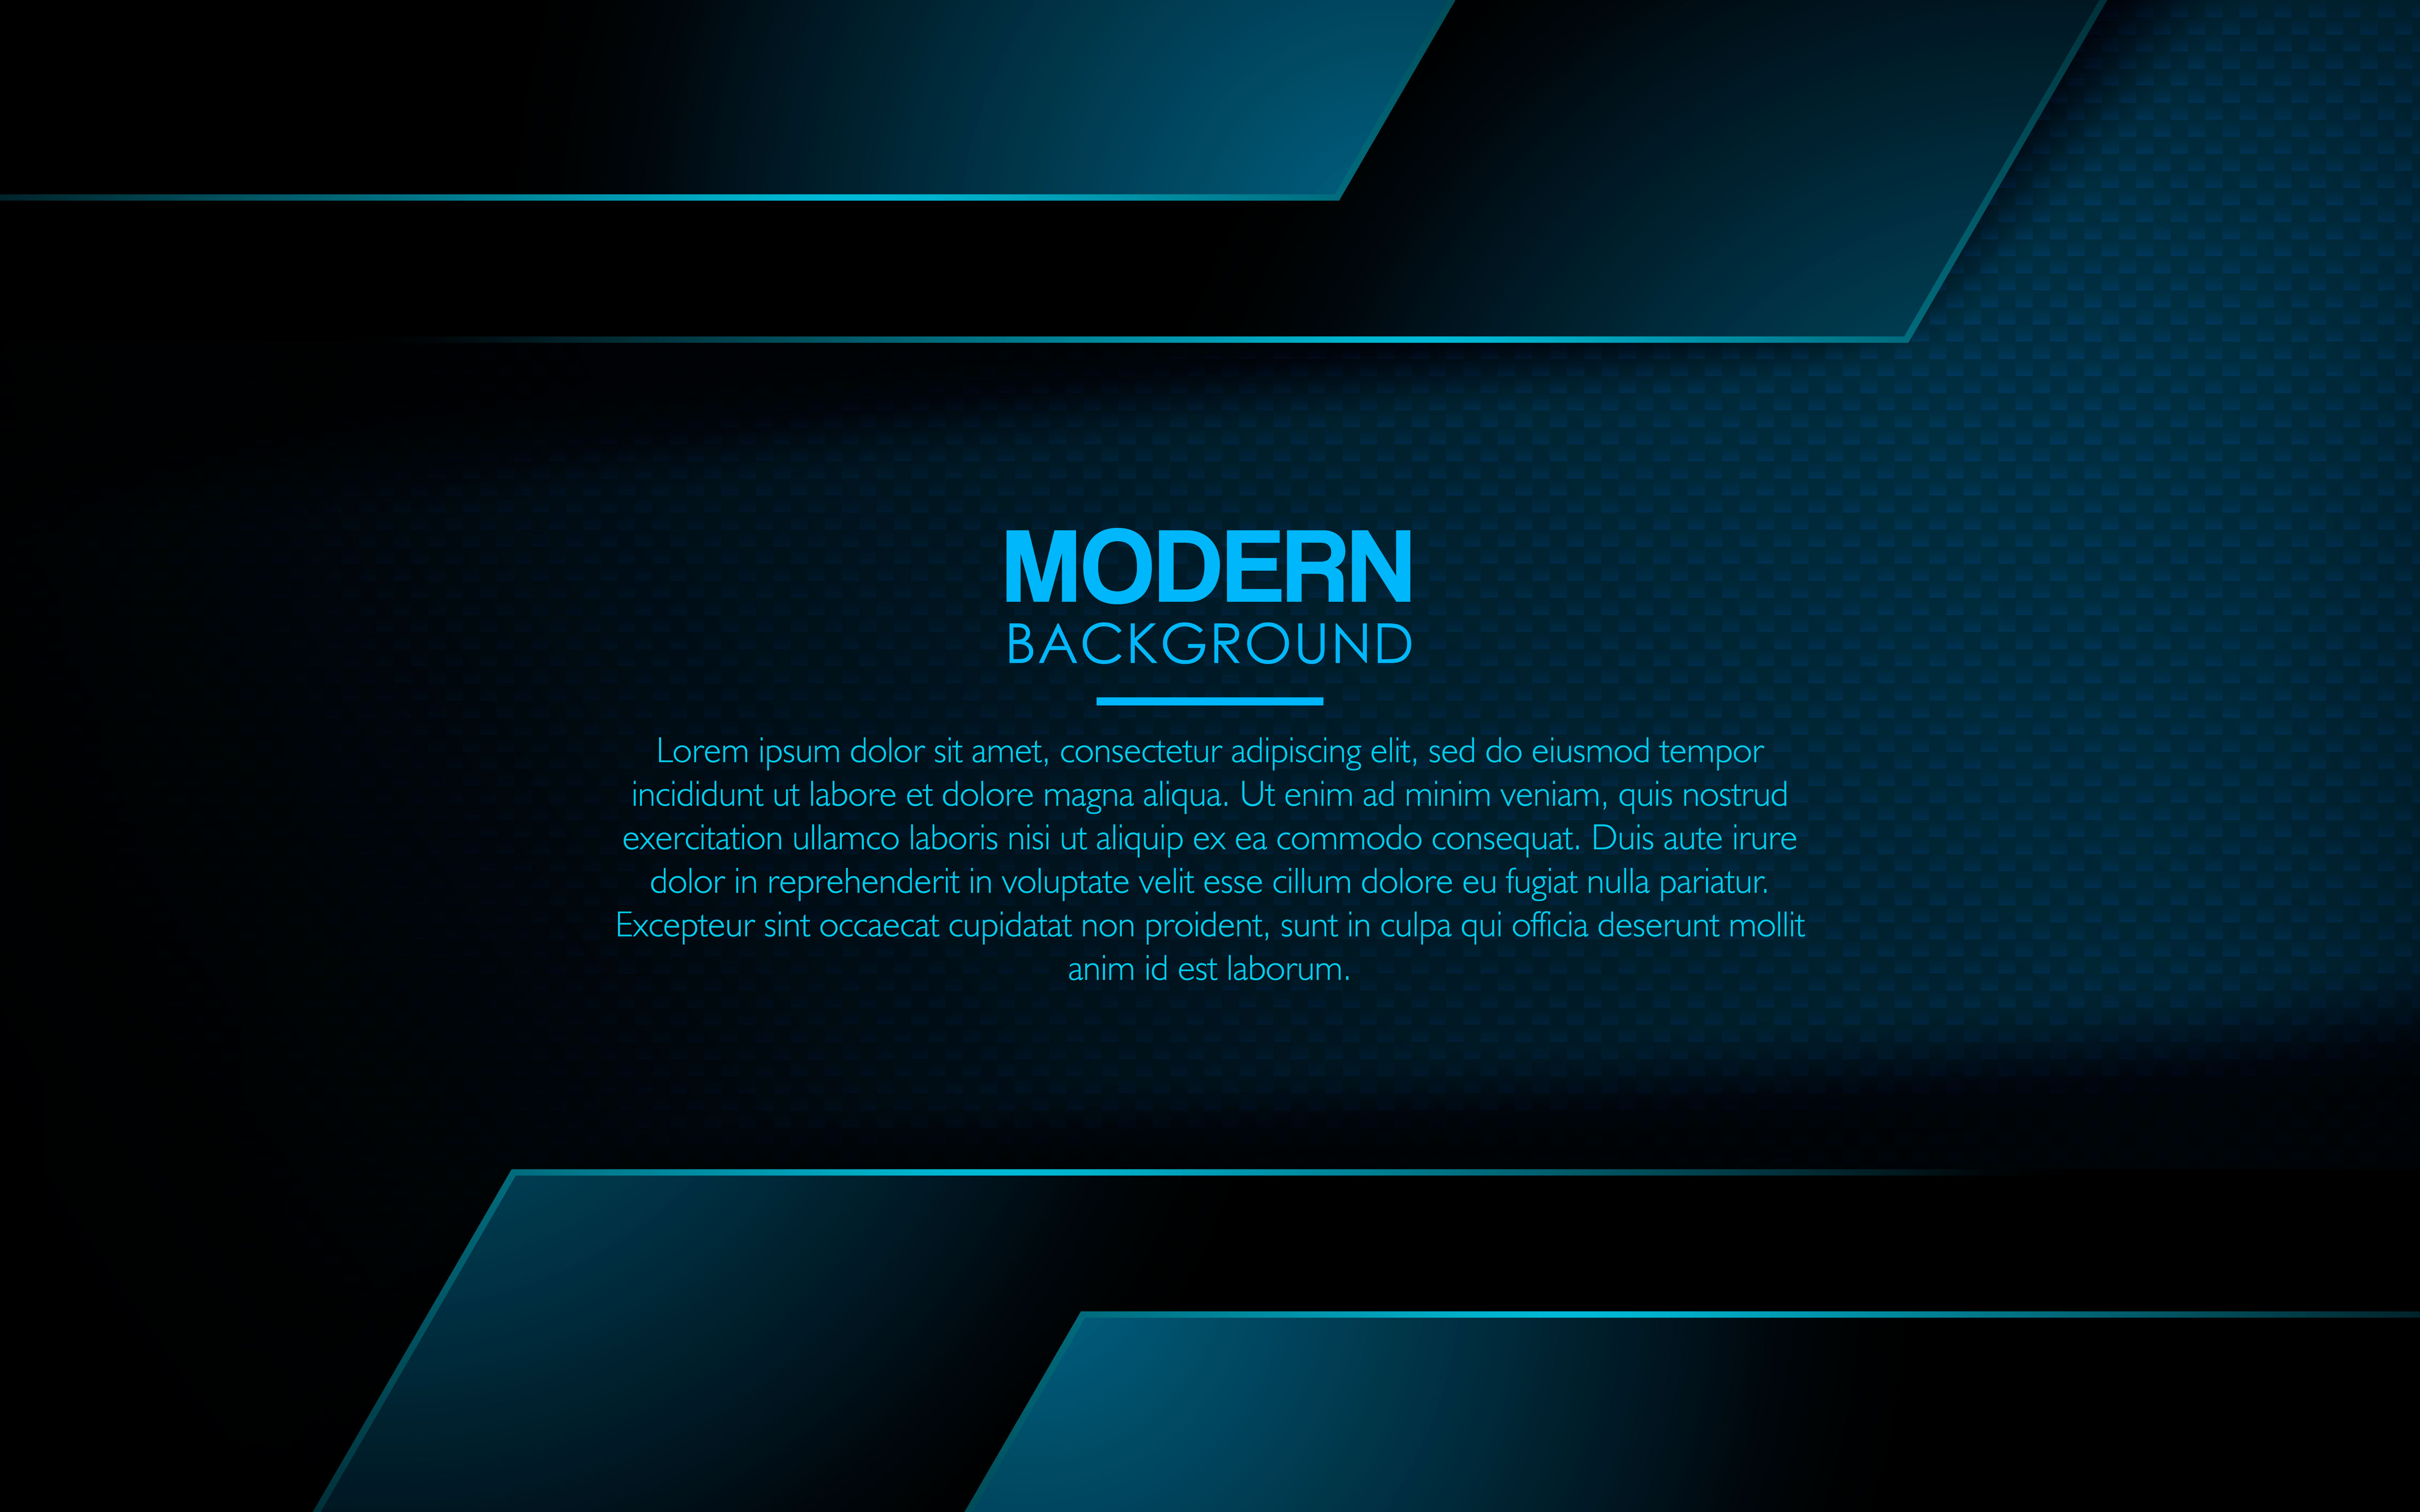 MODERN
BACKGROUND
Lorem ipsum dolor sit amet, consectetur adipiscing elit, sed do eiusmod tempor
incididunt ut labore et dolore magna aliqua. Ut enim ad minim veniam, quis nostrud
exercitation ullamco laboris nisi ut aliquip ex ea commodo consequat. Duis aute irure
dolor in reprehenderit in voluptate velit esse cillum dolore eu fugiat nulla pariatur.
Excepteur sint occaecat cupidatat non proident, sunt in culpa qui officia deserunt mollit
anim id est laborum.